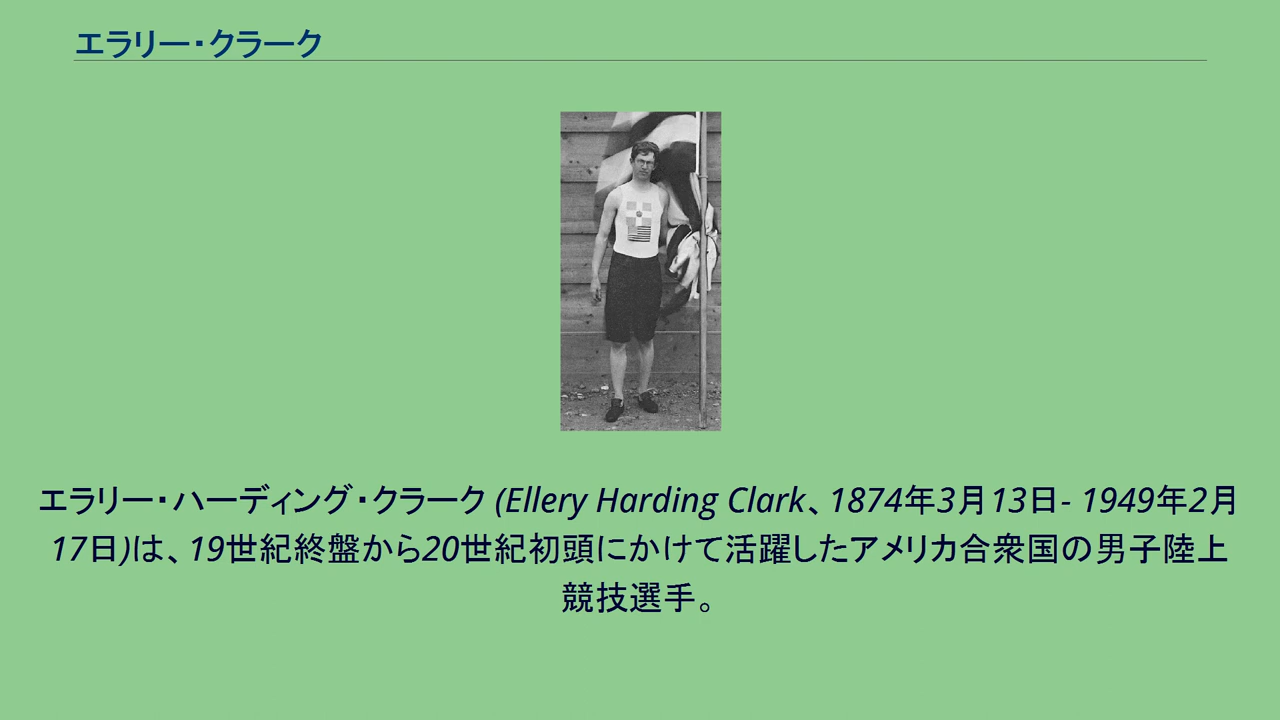 エラリー・クラーク
エラリー・ハーディング・クラーク (Ellery Harding Clark、1874年3月13日- 1949年2月
17日)は、19世紀終盤から20世紀初頭にかけて活躍したアメリカ合衆国の男子陸上
競技選手。